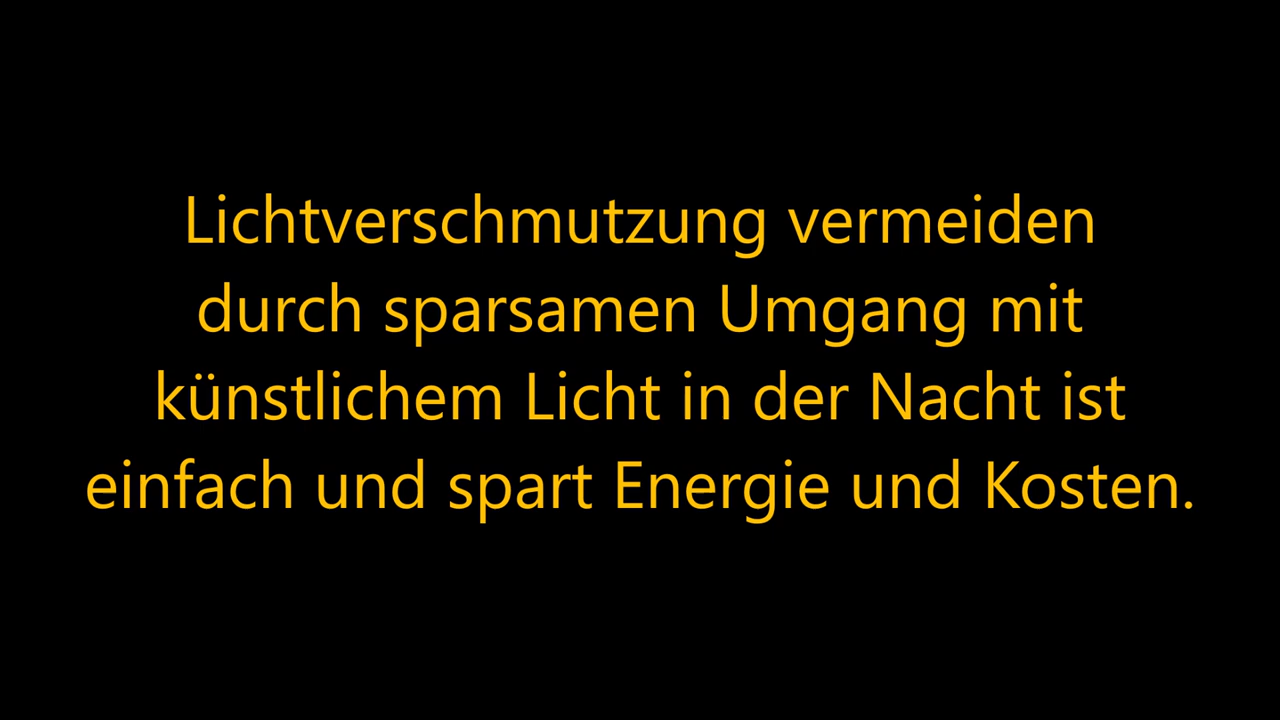 Lichtverschmutzung vermeiden
durch sparsamen Umgang mit
künstlichem Licht in der Nacht ist
einfach und spart Energie und Kosten.